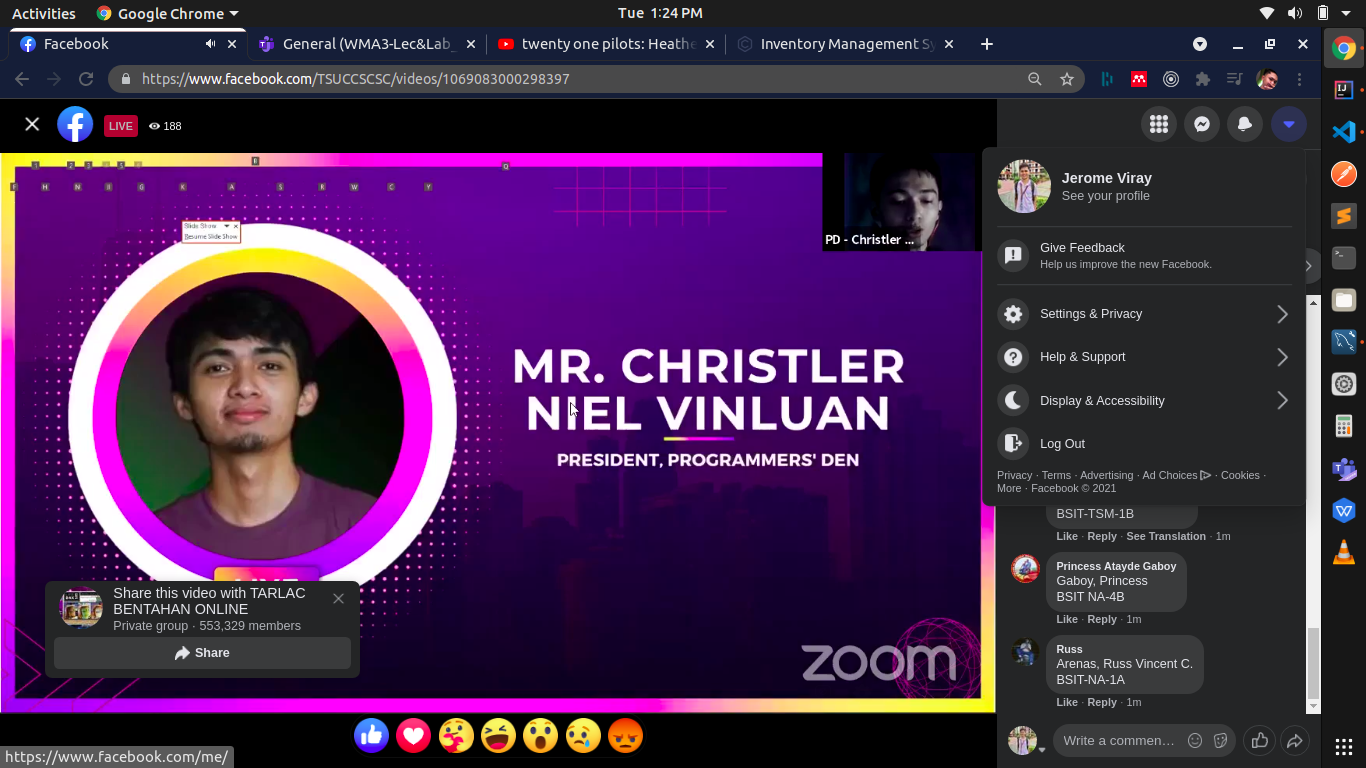 Activities
Google Chrome
Tue 1:24 PM
Facebook
General (WMA3-Lec&Lab_
twenty one pilots: Heathe
Inventory Management Sy
https://www.facebook.com/TSUCCSCSC/videos/1069083000298397
LIVE
188
Slide Show
Resume Slide Show
PD - Christler ...
MR. CHRISTLER
NIEL VINLUAN
PRESIDENT, PROGRAMMERS' DEN
zoom
Share this video with TARLAC
BENTAHAN ONLINE
Private group · 553,329 members
Share
https://www.facebook.com/me/
Jerome Viray
See your profile
Give Feedback
Help us improve the new Facebook.
Settings & Privacy
Help & Support
Display & Accessibility
Log Out
Privacy · Terms · Advertising · Ad Choices · Cookies ·
More · Facebook © 2021
BSIT-TSM-1B
Like · Reply · See Translation · 1m
Princess Atayde Gaboy
Gaboy, Princess
BSIT NA-4B
Like · Reply · 1m
Russ
Arenas, Russ Vincent C.
BSIT-NA-1A
Like · Reply · 1m
Write a commen...